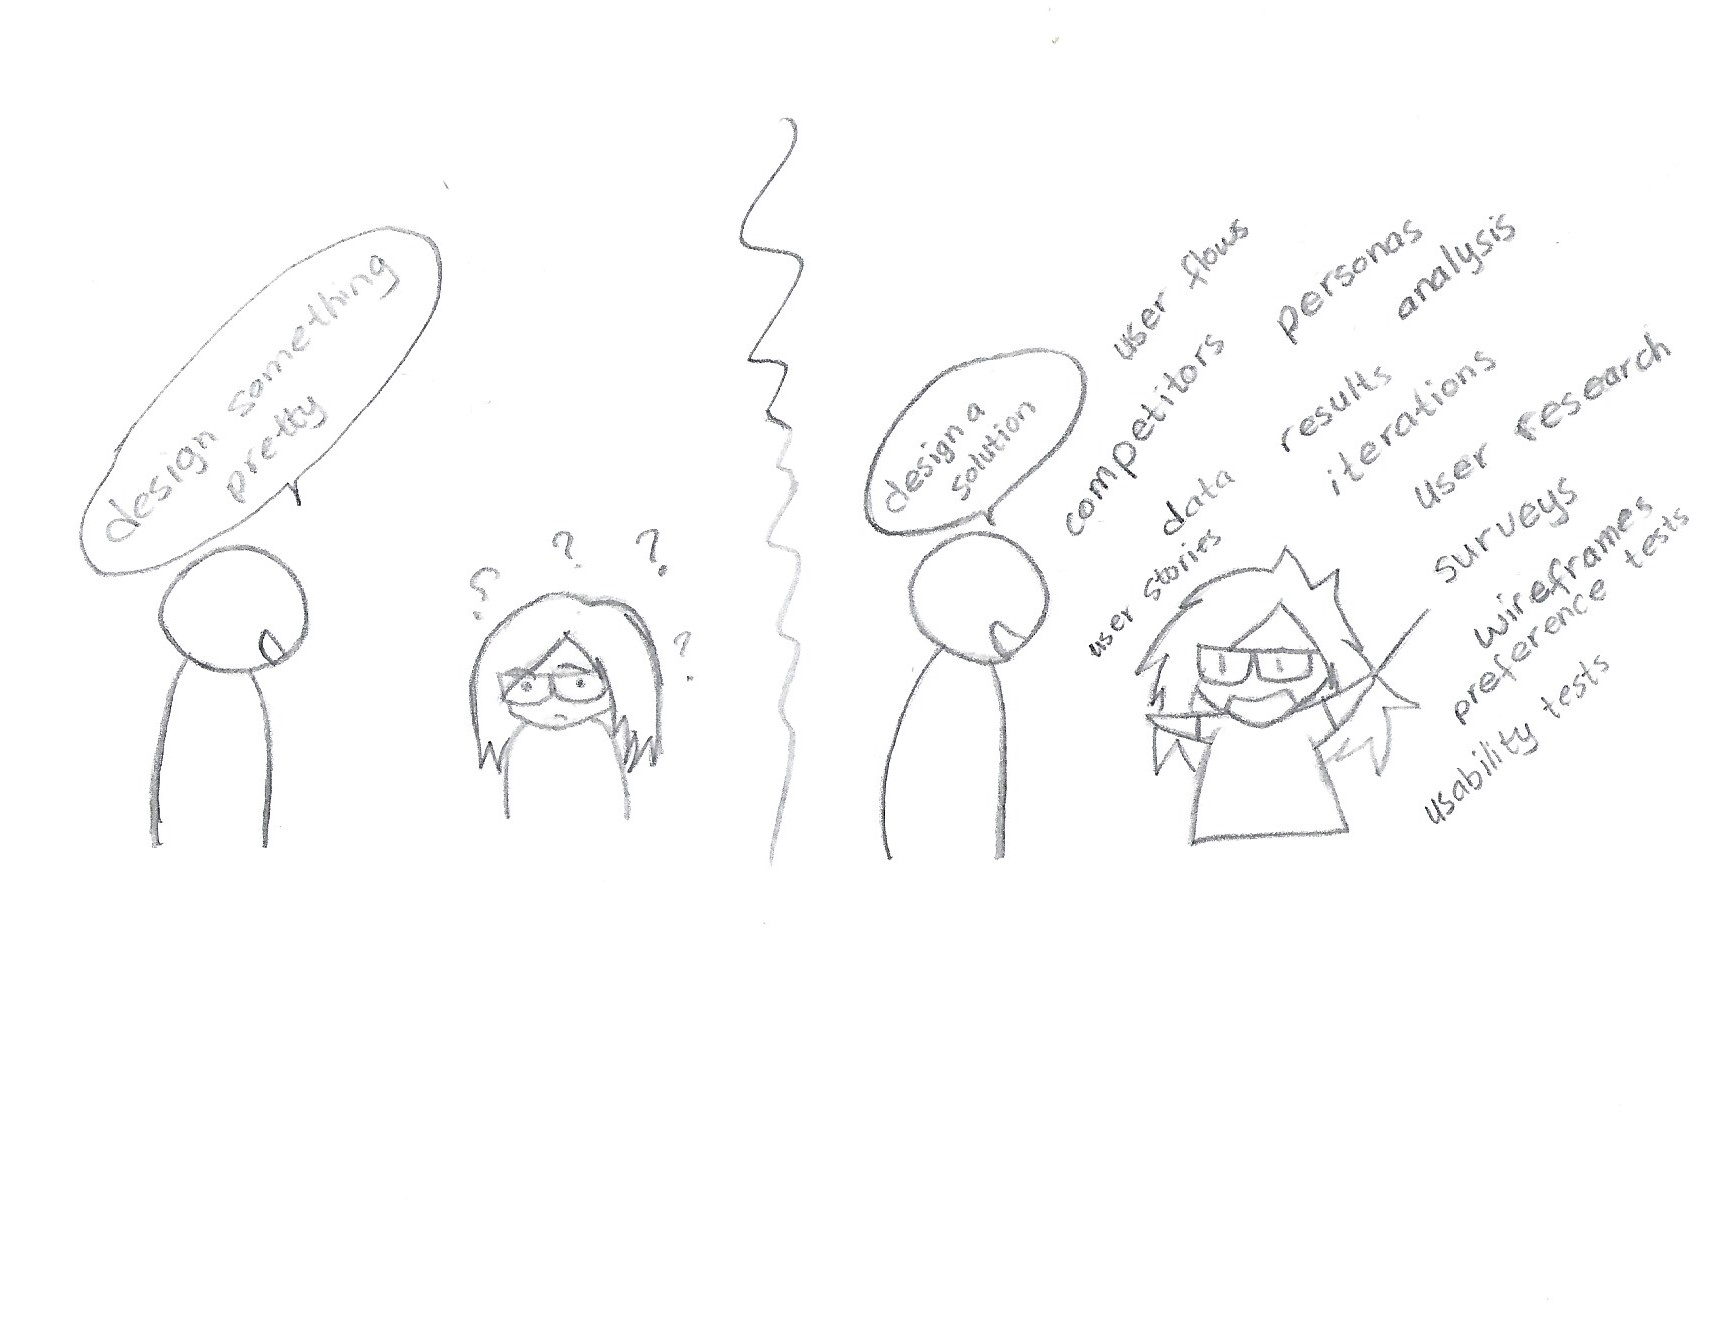 design something
pretty
?
?
?
?
design a
solution
user flows
personas
analysis
competitors
results
iterations
user research
data
user stories
surveys
wireframes
preference tests
usability tests